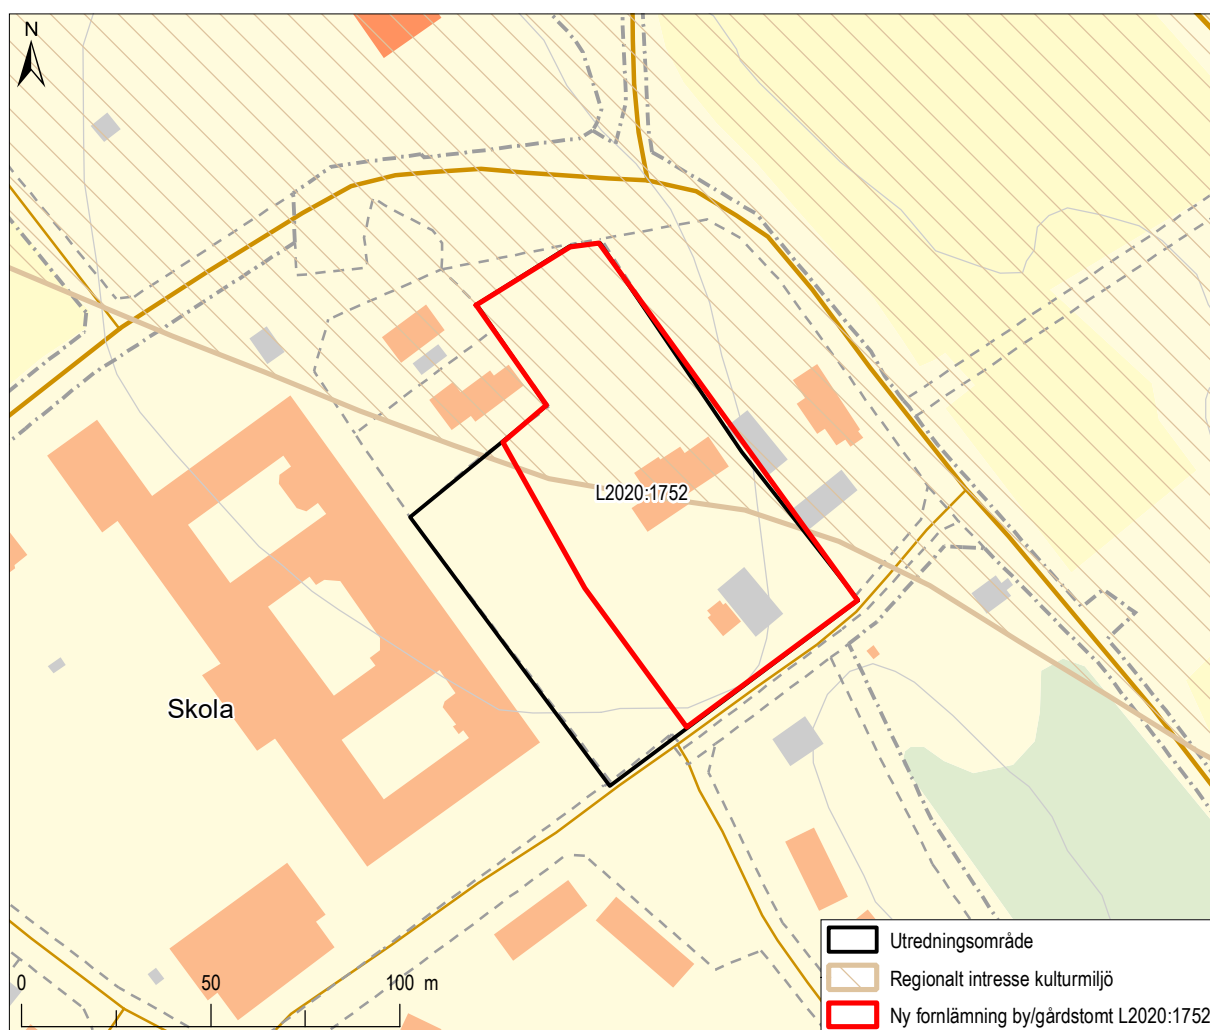 N
L2020:1752
Skola
0 50 100 m
Utredningsområde
Regionalt intresse kulturmiljö
Ny fornlämning by/gårdstomt L2020:1752